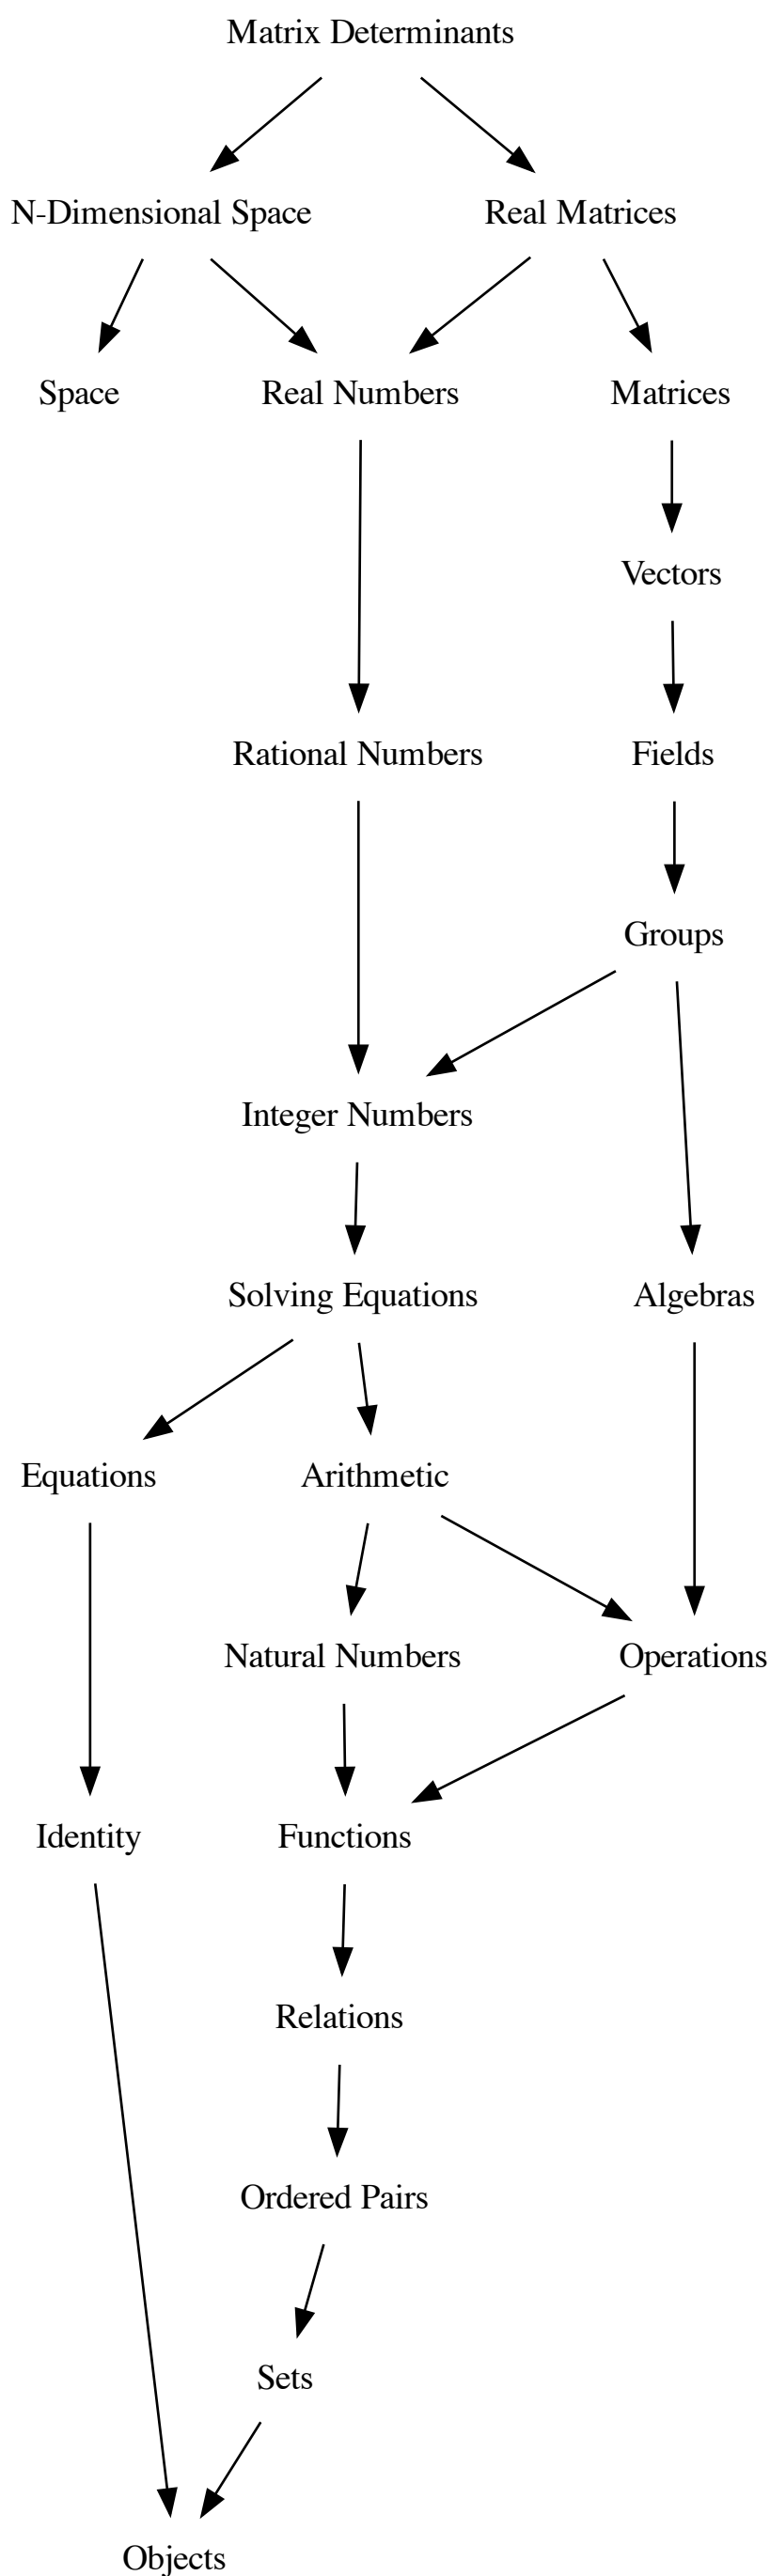 Matrix Determinants
N-Dimensional Space
Real Matrices
Space
Real Numbers
Matrices
Vectors
Rational Numbers
Fields
Groups
Integer Numbers
Solving Equations
Algebras
Equations
Arithmetic
Natural Numbers
Operations
Identity
Functions
Relations
Ordered Pairs
Sets
Objects